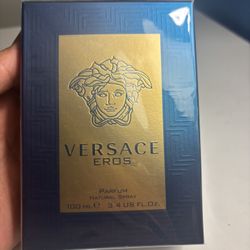 VERSACE
EROS
PARFUM
NATURAL SPRAY
100 ML ℮ 3.4 US FL.OZ.